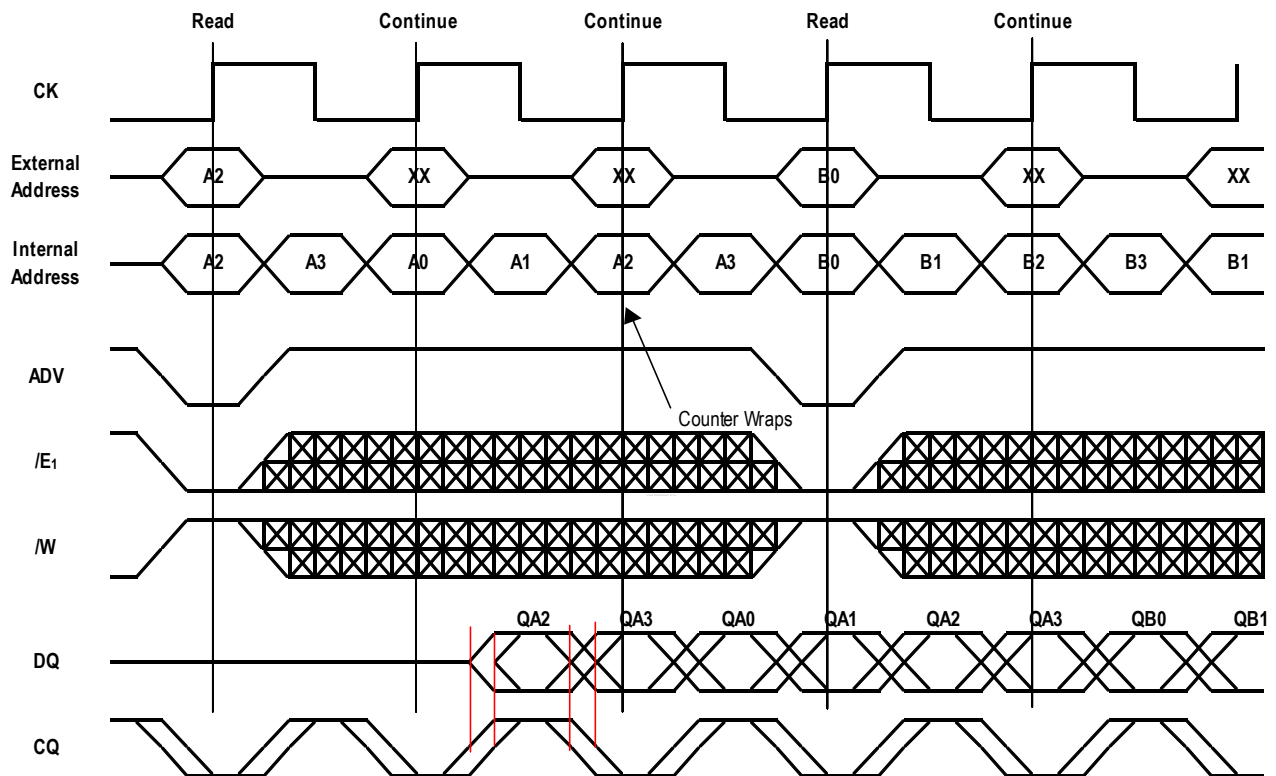 Read Continue Continue Read Continue
CK
External
Address
A2 XX XX B0 XX XX
Internal
Address
A2 A3 A0 A1 A2 A3 B0 B1 B2 B3 B1
ADV
Counter Wraps
/E1
/W
QA2 QA3 QA0 QA1 QA2 QA3 QB0 QB1
DQ
CQ